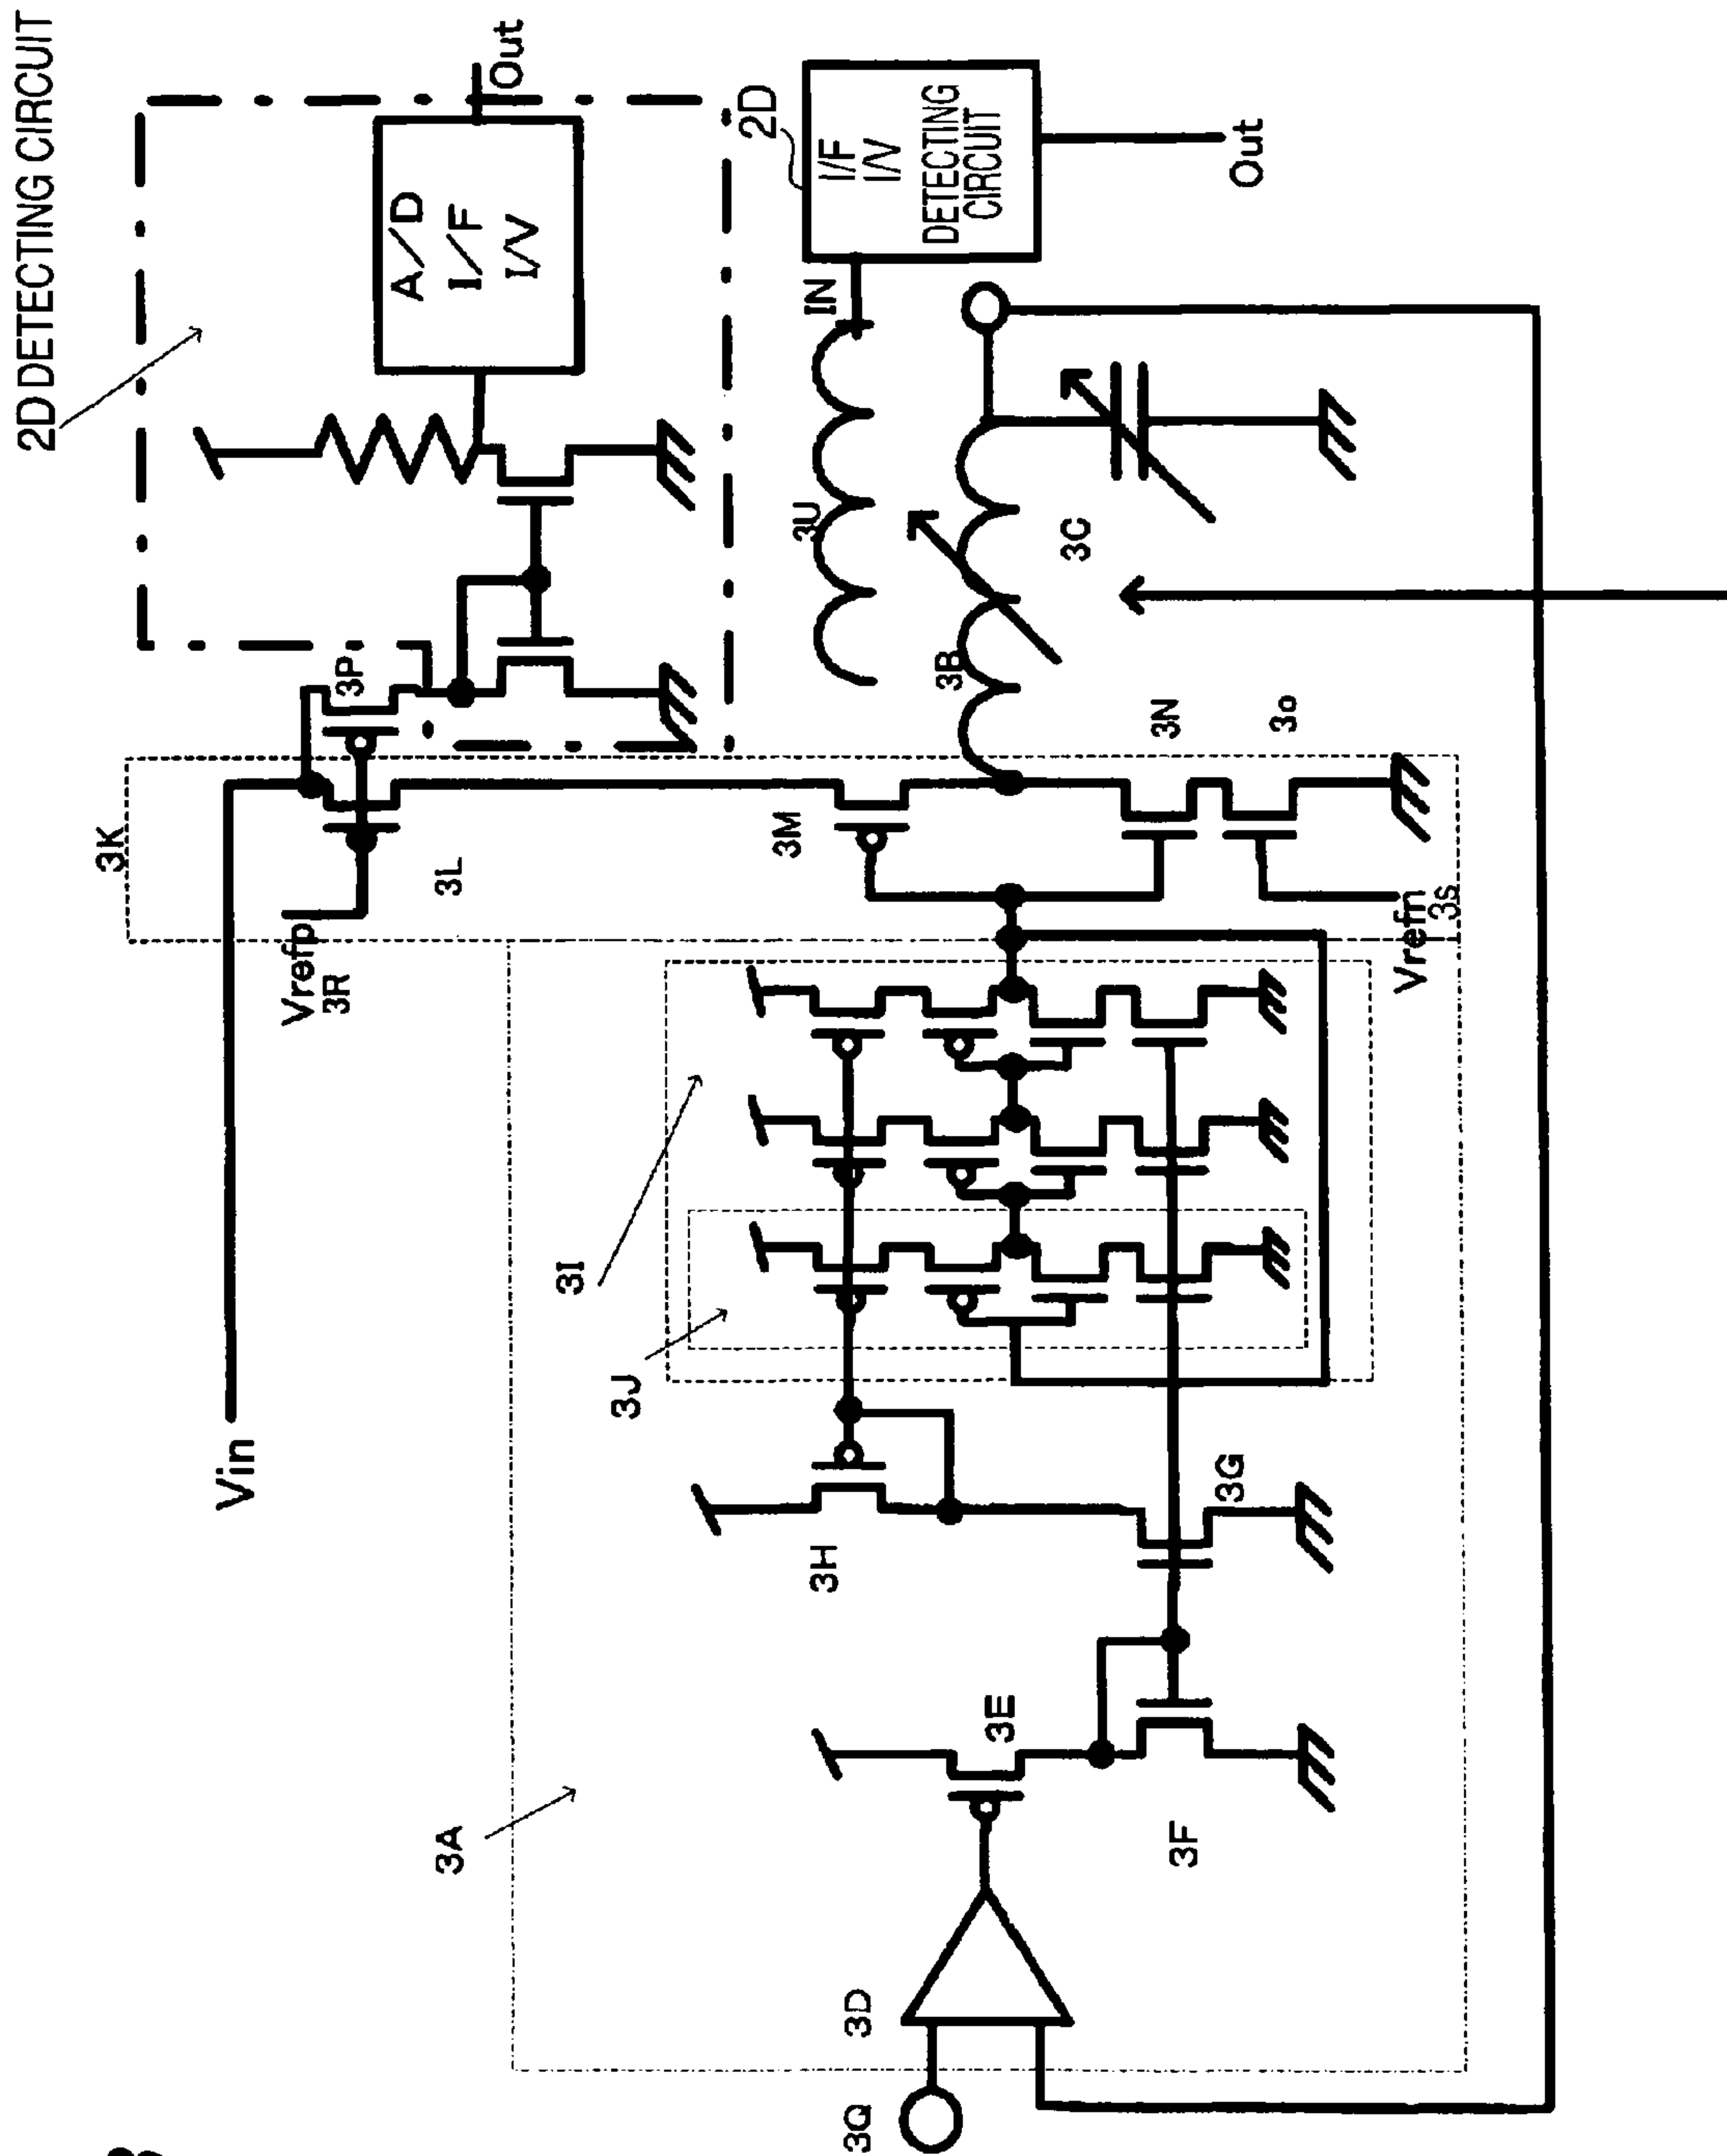 2D DETECTING CIRCUIT
Out
A/D
I/F
I/V
2D
I/F
I/V
DETECTING
CIRCUIT
Out
IN
3U
3P
3K
3L
Vrefp
3R
3M
3B
3C
3N
3o
Vrefn
3s
Vin
3I
3J
3H
3G
3E
3F
3A
3D
3Q